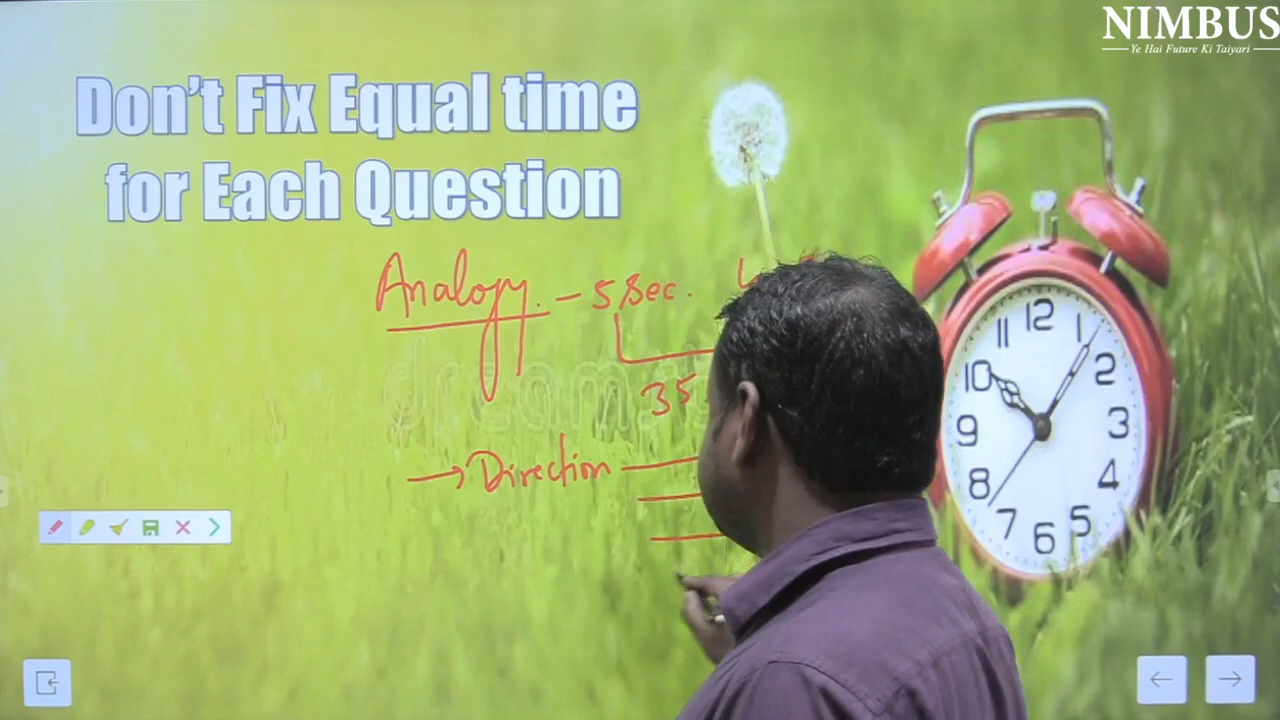 NIMBUS
Ye Hai Future Ki Taiyari
Don't Fix Equal time
for Each Question
Analogy. – 5 Sec.
35
→ Direction
12
11 1
10 2
9 3
8 4
7 5
6